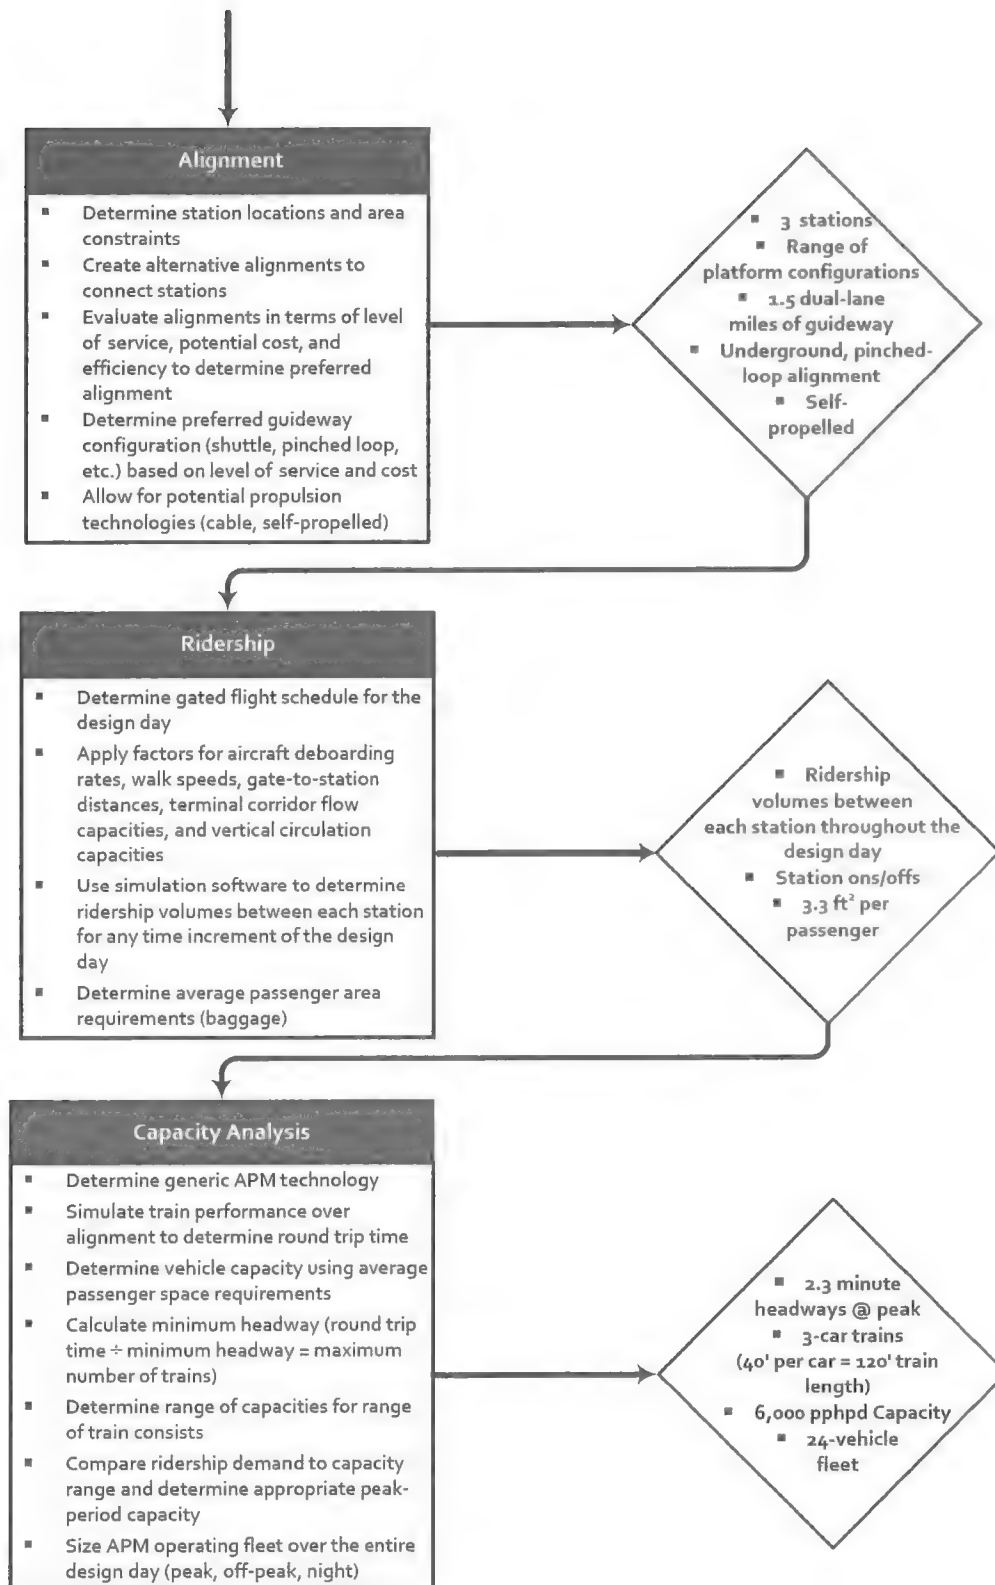 Alignment
▪ Determine station locations and area
constraints
▪ Create alternative alignments to
connect stations
▪ Evaluate alignments in terms of level
of service, potential cost, and
efficiency to determine preferred
alignment
▪ Determine preferred guideway
configuration (shuttle, pinched loop,
etc.) based on level of service and cost
▪ Allow for potential propulsion
technologies (cable, self-propelled)
▪ 3 stations
▪ Range of
platform configurations
▪ 1.5 dual-lane
miles of guideway
▪ Underground, pinched-
loop alignment
▪ Self-
propelled
Ridership
▪ Determine gated flight schedule for the
design day
▪ Apply factors for aircraft deboarding
rates, walk speeds, gate-to-station
distances, terminal corridor flow
capacities, and vertical circulation
capacities
▪ Use simulation software to determine
ridership volumes between each station
for any time increment of the design
day
▪ Determine average passenger area
requirements (baggage)
▪ Ridership
volumes between
each station throughout the
design day
▪ Station ons/offs
▪ 3.3 ft² per
passenger
Capacity Analysis
▪ Determine generic APM technology
▪ Simulate train performance over
alignment to determine round trip time
▪ Determine vehicle capacity using average
passenger space requirements
▪ Calculate minimum headway (round trip
time ÷ minimum headway = maximum
number of trains)
▪ Determine range of capacities for range
of train consists
▪ Compare ridership demand to capacity
range and determine appropriate peak-
period capacity
▪ Size APM operating fleet over the entire
design day (peak, off-peak, night)
▪ 2.3 minute
headways @ peak
▪ 3-car trains
(40' per car = 120' train
length)
▪ 6,000 pphpd Capacity
▪ 24-vehicle
fleet